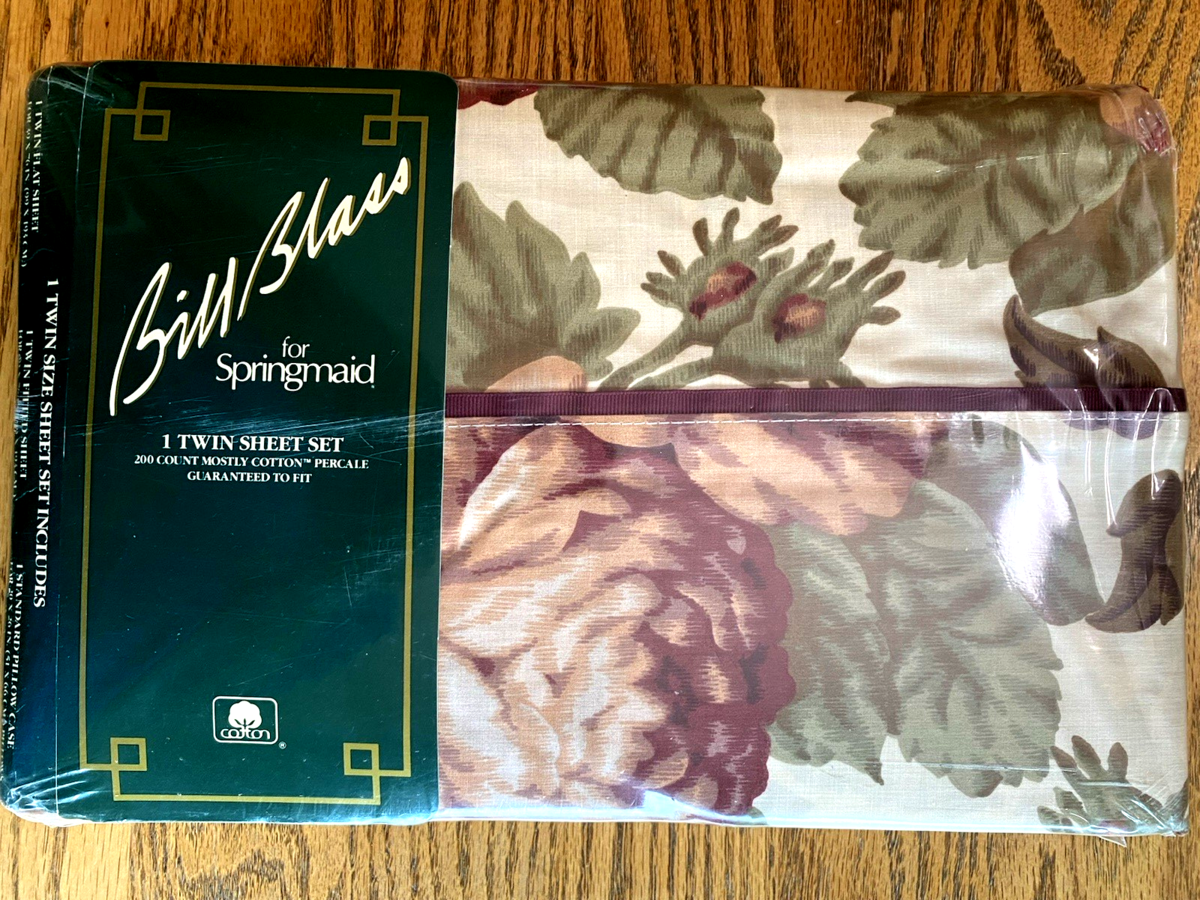 Bill Blass
for
Springmaid
1 TWIN SHEET SET
200 COUNT MOSTLY COTTON™ PERCALE
GUARANTEED TO FIT
cotton
®
1 TWIN SIZE SHEET SET INCLUDES
1 TWIN FLAT SHEET
1 TWIN FITTED SHEET
1 STANDARD PILLOW CASE